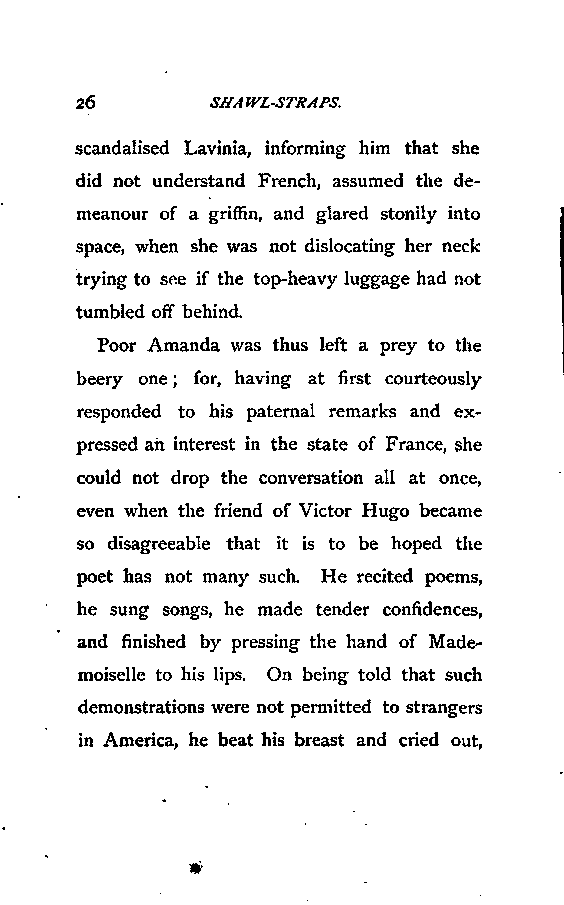 26 SHAWL-STRAPS.
scandalised Lavinia, informing him that she
did not understand French, assumed the de-
meanour of a griffin, and glared stonily into
space, when she was not dislocating her neck
trying to see if the top-heavy luggage had not
tumbled off behind.
Poor Amanda was thus left a prey to the
beery one; for, having at first courteously
responded to his paternal remarks and ex-
pressed an interest in the state of France, she
could not drop the conversation all at once,
even when the friend of Victor Hugo became
so disagreeable that it is to be hoped the
poet has not many such. He recited poems,
he sung songs, he made tender confidences,
and finished by pressing the hand of Made-
moiselle to his lips. On being told that such
demonstrations were not permitted to strangers
in America, he beat his breast and cried out,